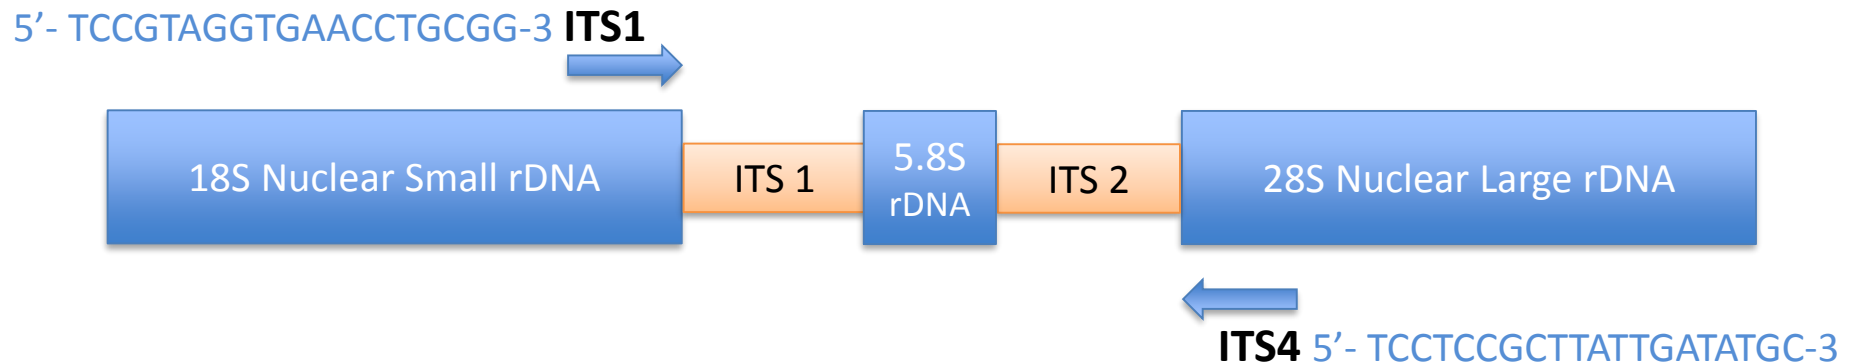 5’- TCCGTAGGTGAACCTGCGG-3 ITS1
18S Nuclear Small rDNA
ITS 1
5.8S
rDNA
ITS 2
28S Nuclear Large rDNA
ITS4 5’- TCCTCCGCTTATTGATATGC-3